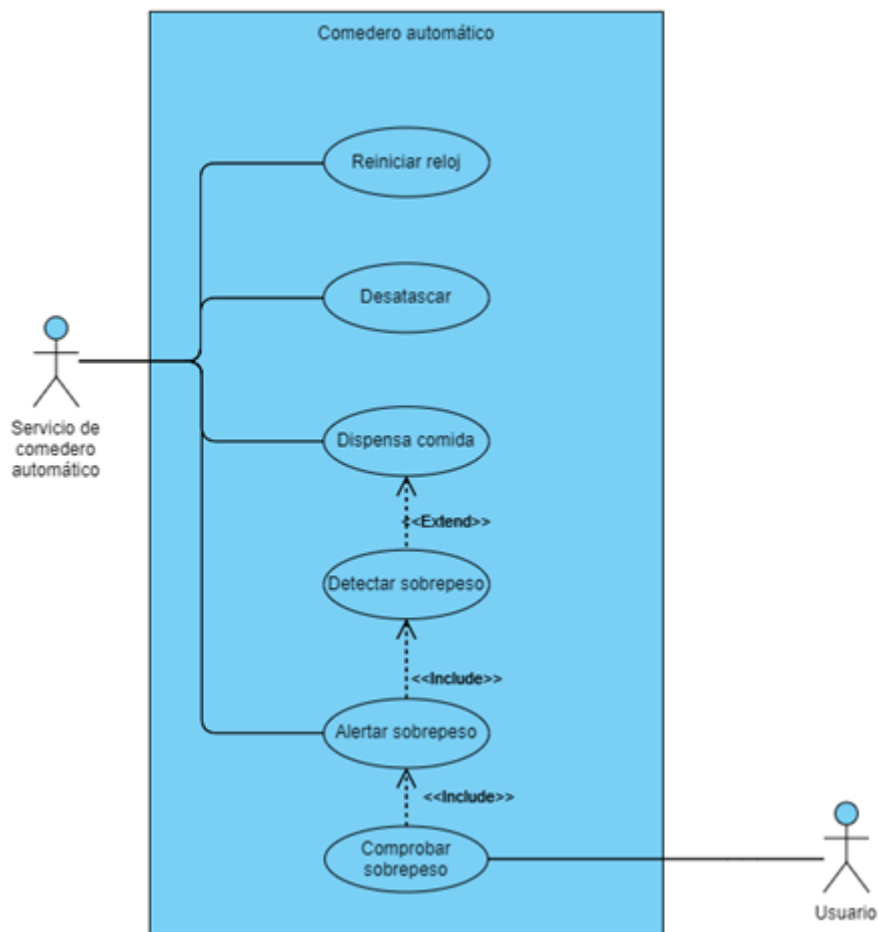 Comedero automático
Reiniciar reloj
Desatascar
Servicio de
comedero
automático
Dispensa comida
<<Extend>>
Detectar sobrepeso
<<Include>>
Alertar sobrepeso
<<Include>>
Comprobar
sobrepeso
Usuario